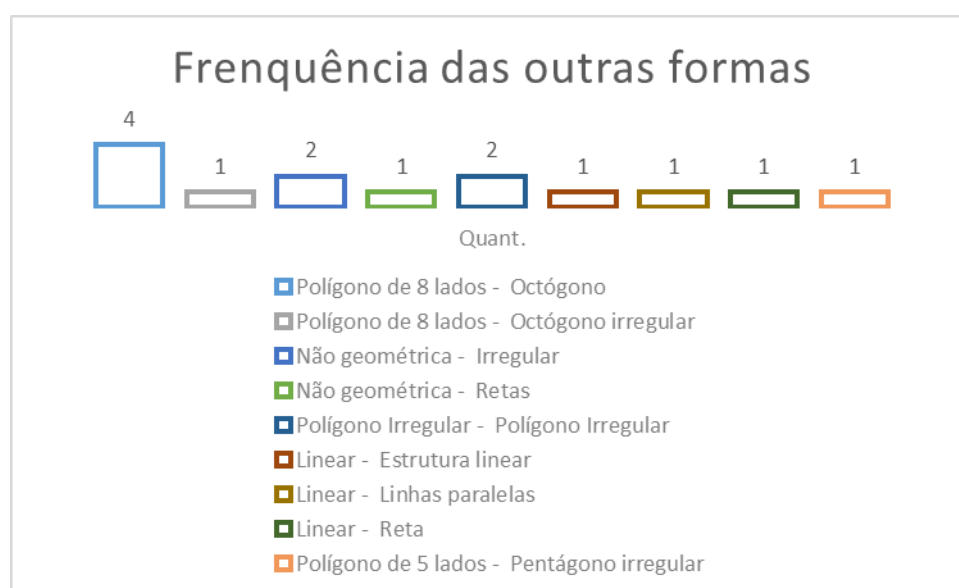 Frenquência das outras formas
4 1 2 1 2 1 1 1 1
Quant.
Polígono de 8 lados - Octógono
Polígono de 8 lados - Octógono irregular
Não geométrica - Irregular
Não geométrica - Retas
Polígono Irregular - Polígono Irregular
Linear - Estrutura linear
Linear - Linhas paralelas
Linear - Reta
Polígono de 5 lados - Pentágono irregular